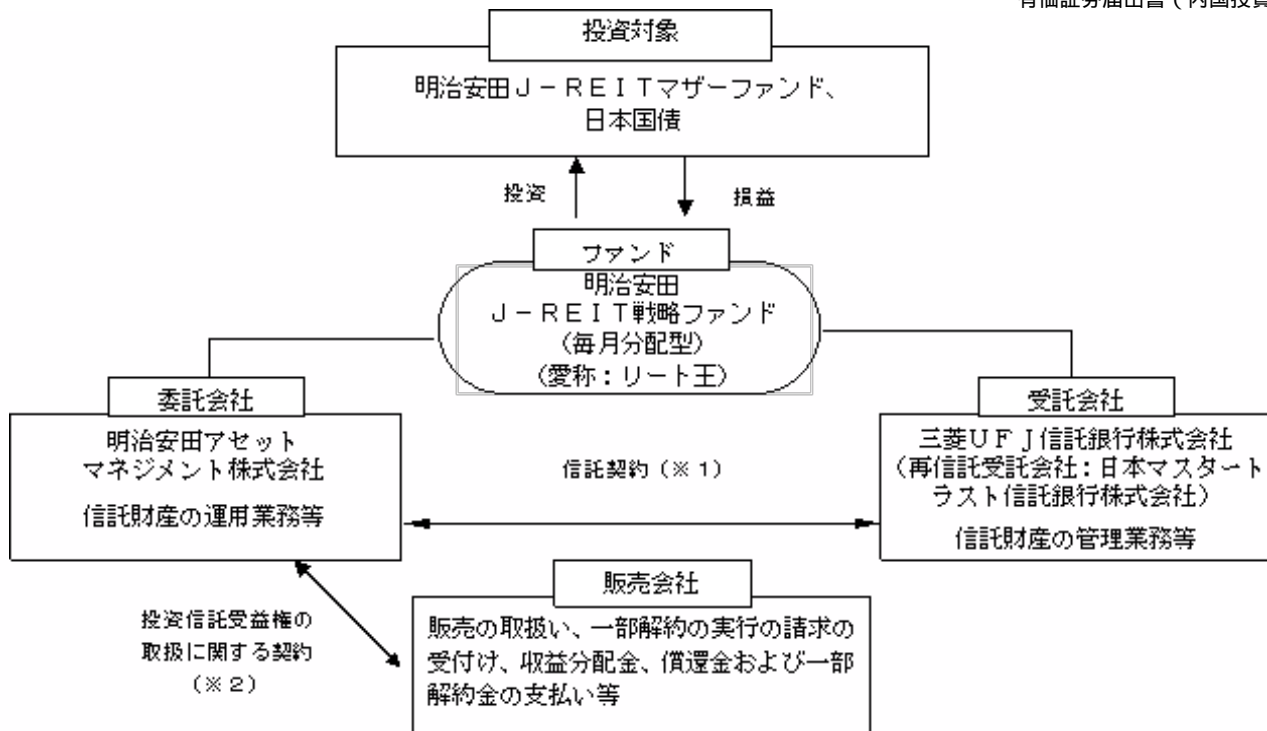 有価証券届出書（内国投資
投資対象
明治安田Ｊ－ＲＥＩＴマザーファンド、
日本国債
投資
損益
ファンド
明治安田
Ｊ－ＲＥＩＴ戦略ファンド
（毎月分配型）
（愛称：リート王）
委託会社
明治安田アセット
マネジメント株式会社
信託財産の運用業務等
信託契約（※１）
受託会社
三菱ＵＦＪ信託銀行株式会社
（再信託受託会社：日本マスタート
ラスト信託銀行株式会社）
信託財産の管理業務等
投資信託受益権の
取扱に関する契約
（※２）
販売会社
販売の取扱い、一部解約の実行の請求の
受付け、収益分配金、償還金および一部
解約金の支払い等